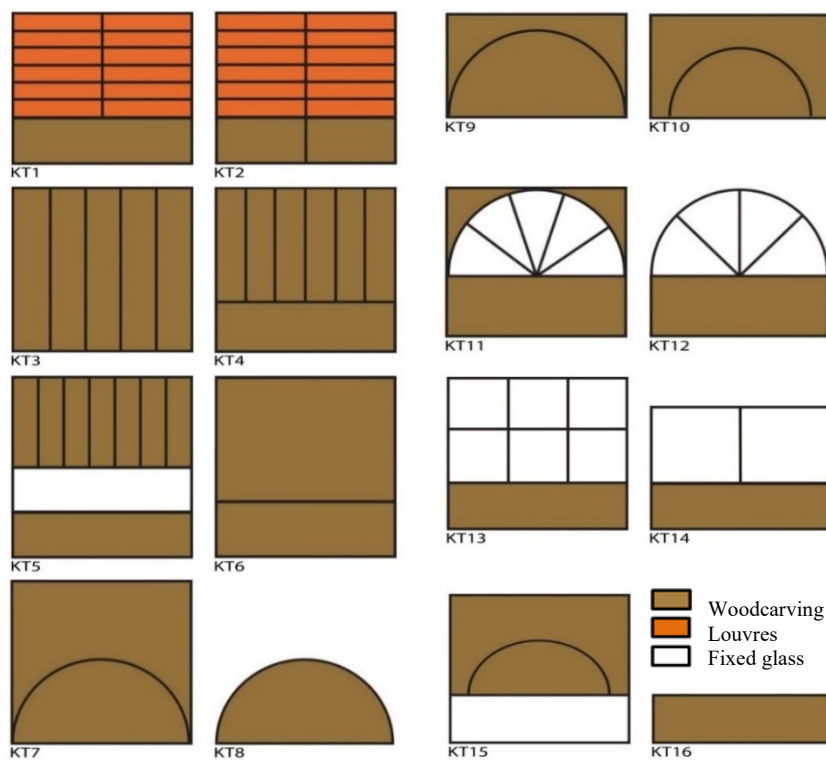 KT1
KT2
KT9
KT10
KT3
KT4
KT11
KT12
KT5
KT6
KT13
KT14
Woodcarving
Louvres
Fixed glass
KT7
KT8
KT15
KT16